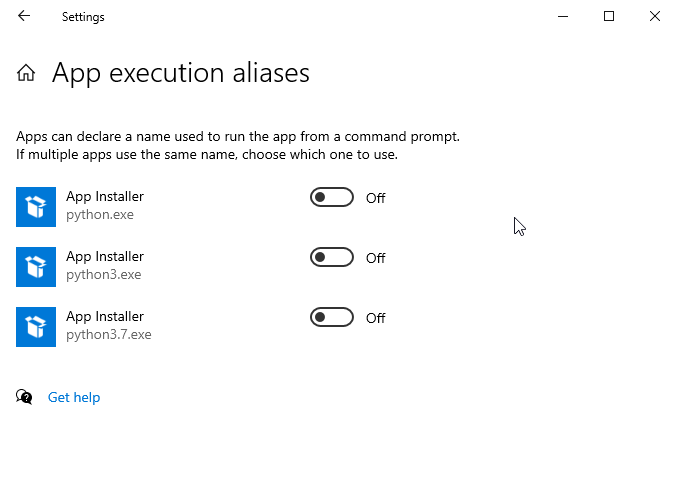 Settings
App execution aliases
Apps can declare a name used to run the app from a command prompt.
If multiple apps use the same name, choose which one to use.
App Installer
python.exe
Off
App Installer
python3.exe
Off
App Installer
python3.7.exe
Off
Get help